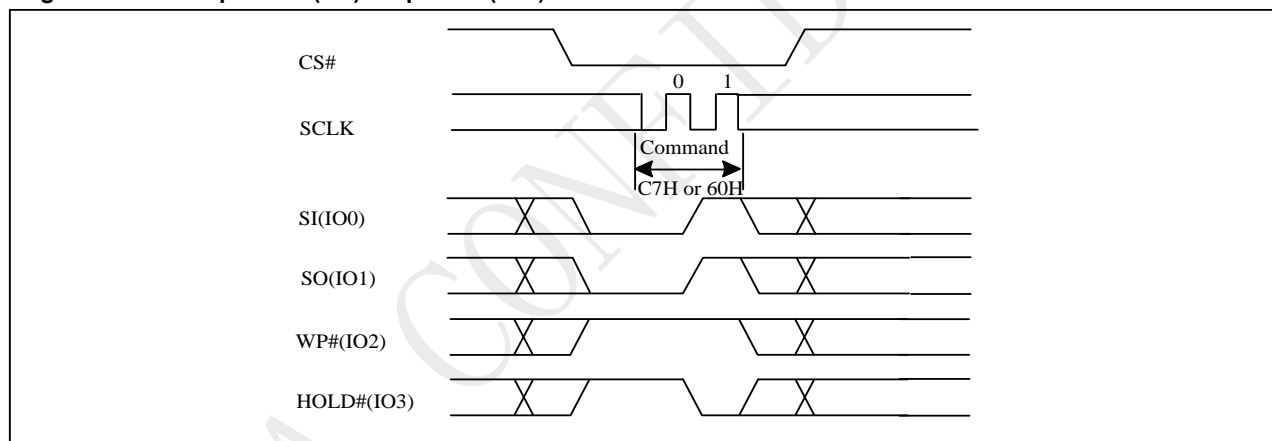 CS#
0 1
SCLK
Command
C7H or 60H
SI(IO0)
SO(IO1)
WP#(IO2)
HOLD#(IO3)